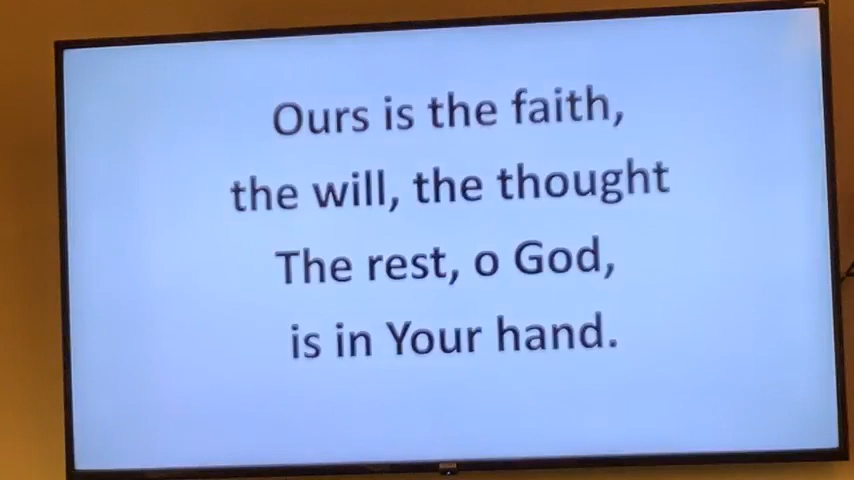 Ours is the faith,
the will, the thought
The rest, o God,
is in Your hand.